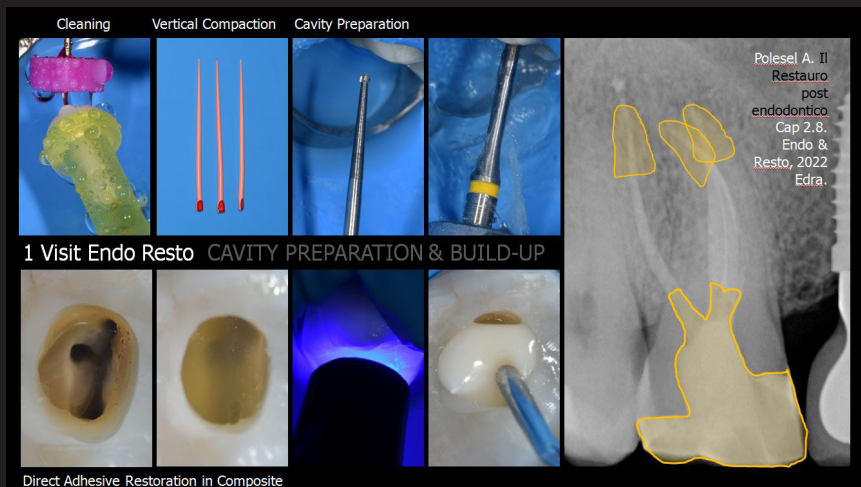 Cleaning
Vertical Compaction
Cavity Preparation
Polesel A. Il
Restauro
post
endodontico
Cap 2.8.
Endo &
Resto, 2022
Edra.
1 Visit Endo Resto CAVITY PREPARATION & BUILD-UP
Direct Adhesive Restoration in Composite